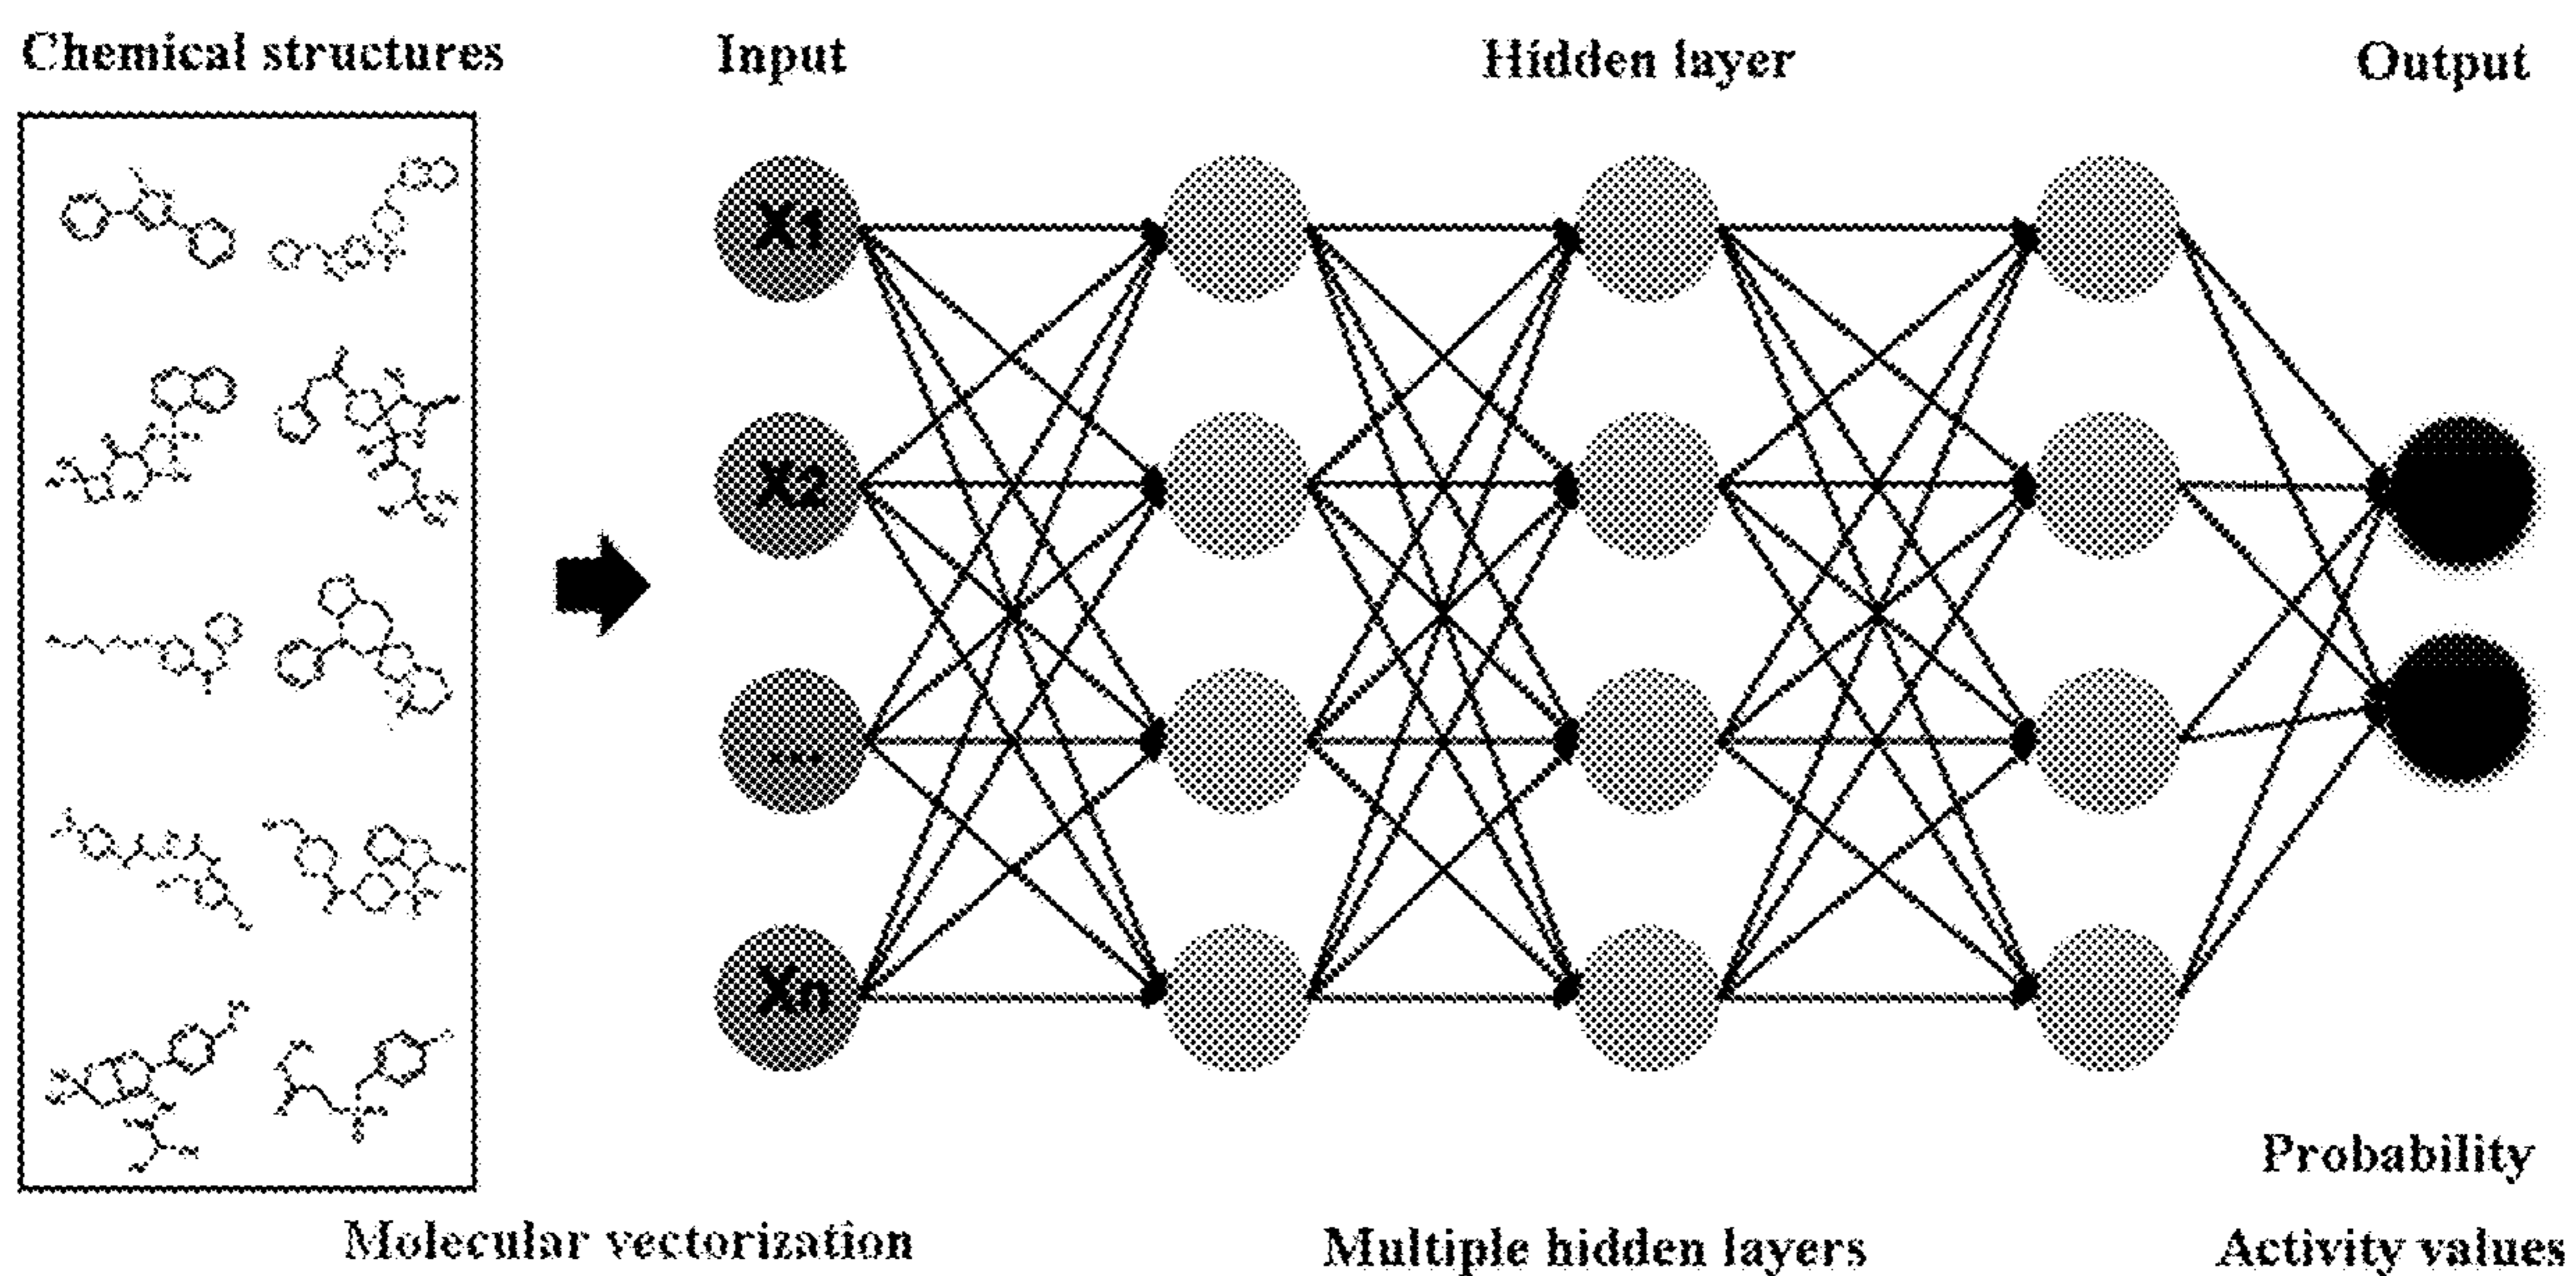 Chemical structures
Input
Hidden layer
Output
X1
X2
...
Xn
Probability
Molecular vectorization
Multiple hidden layers
Activity values